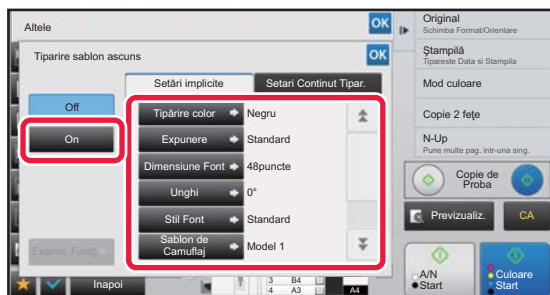 Altele
OK
Tiparire sablon ascuns
OK
Setări implicite
Setari Continut Tipar.
Off
On
Tipărire color
Negru
Expunere
Standard
Dimensiune Font
48puncte
Unghi
0°
Stil Font
Standard
Sablon de
Camuflaj
Model 1
Examin. Funcț.
Inapoi
3 B4
4 A3
A4
Original
Schimba Format/Orientare
Ştampilă
Tipareste Data si Stampila
Mod culoare
Copie 2 feţe
N-Up
Pune multe pag. intr-una sing.
Copie de
Proba
Previzualiz.
CA
A/N
Start
Culoare
Start